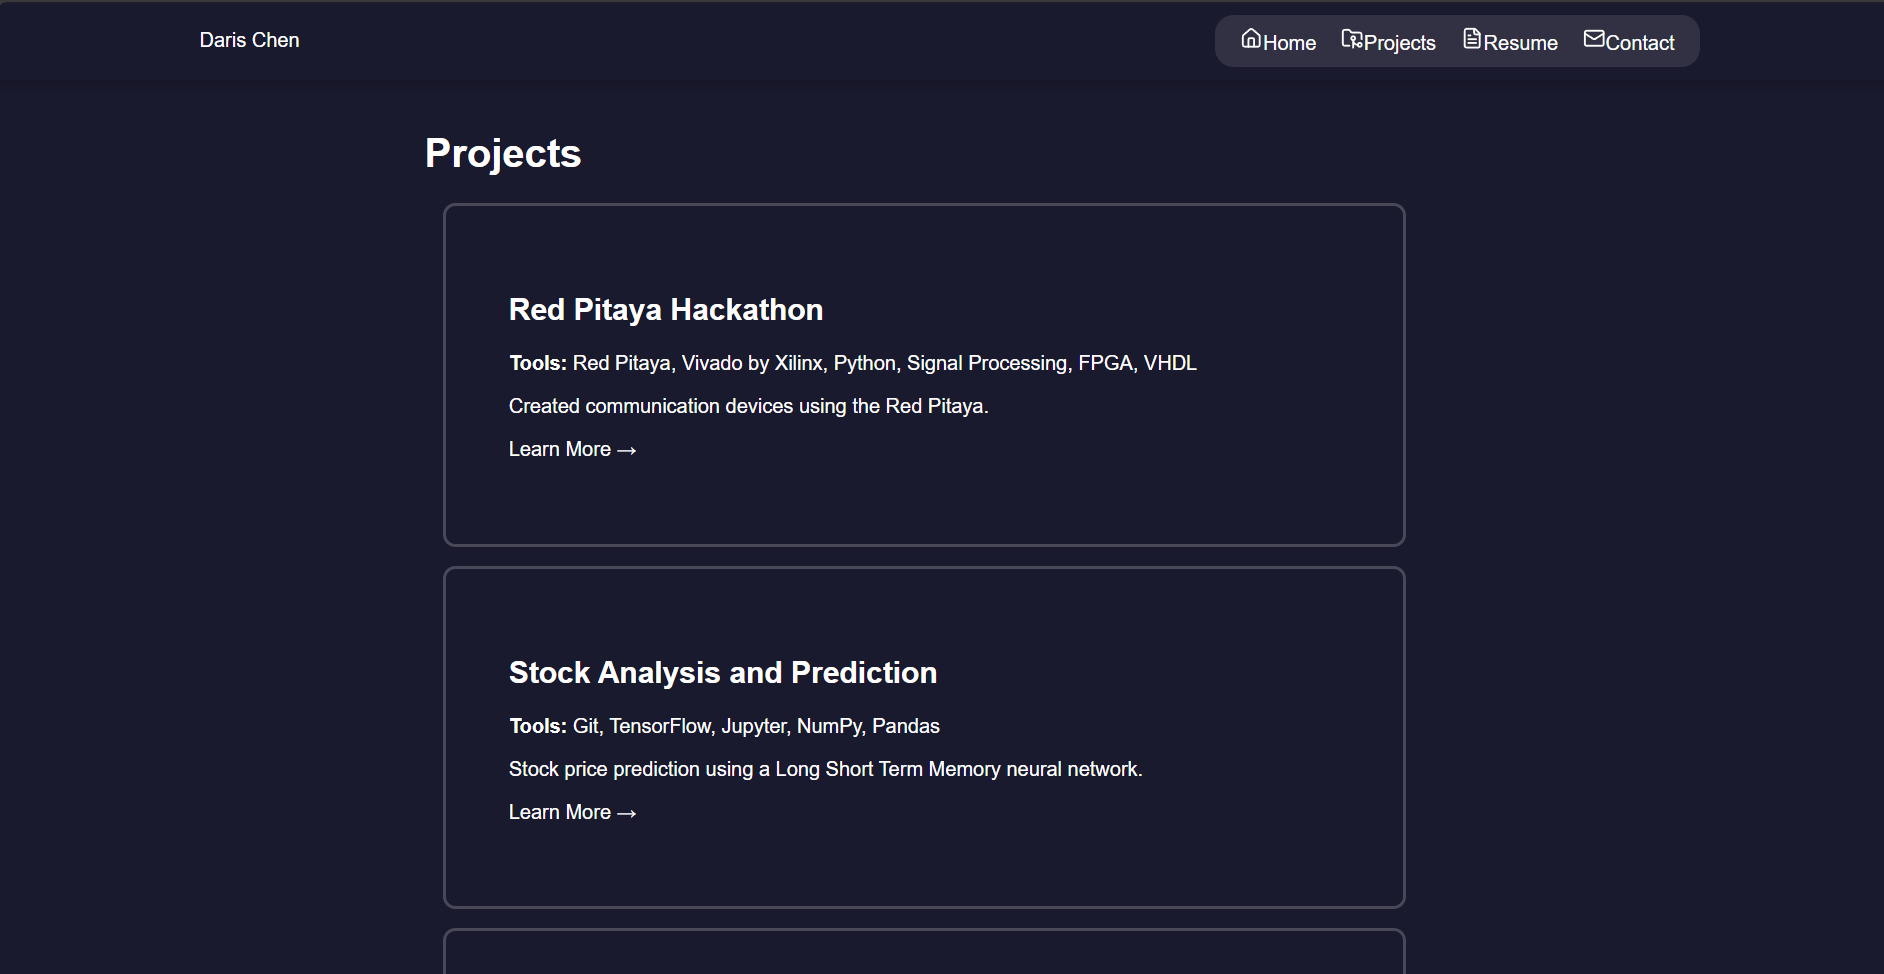 Daris Chen
Home Projects Resume Contact
Projects
Red Pitaya Hackathon
Tools: Red Pitaya, Vivado by Xilinx, Python, Signal Processing, FPGA, VHDL
Created communication devices using the Red Pitaya.
Learn More →
Stock Analysis and Prediction
Tools: Git, TensorFlow, Jupyter, NumPy, Pandas
Stock price prediction using a Long Short Term Memory neural network.
Learn More →